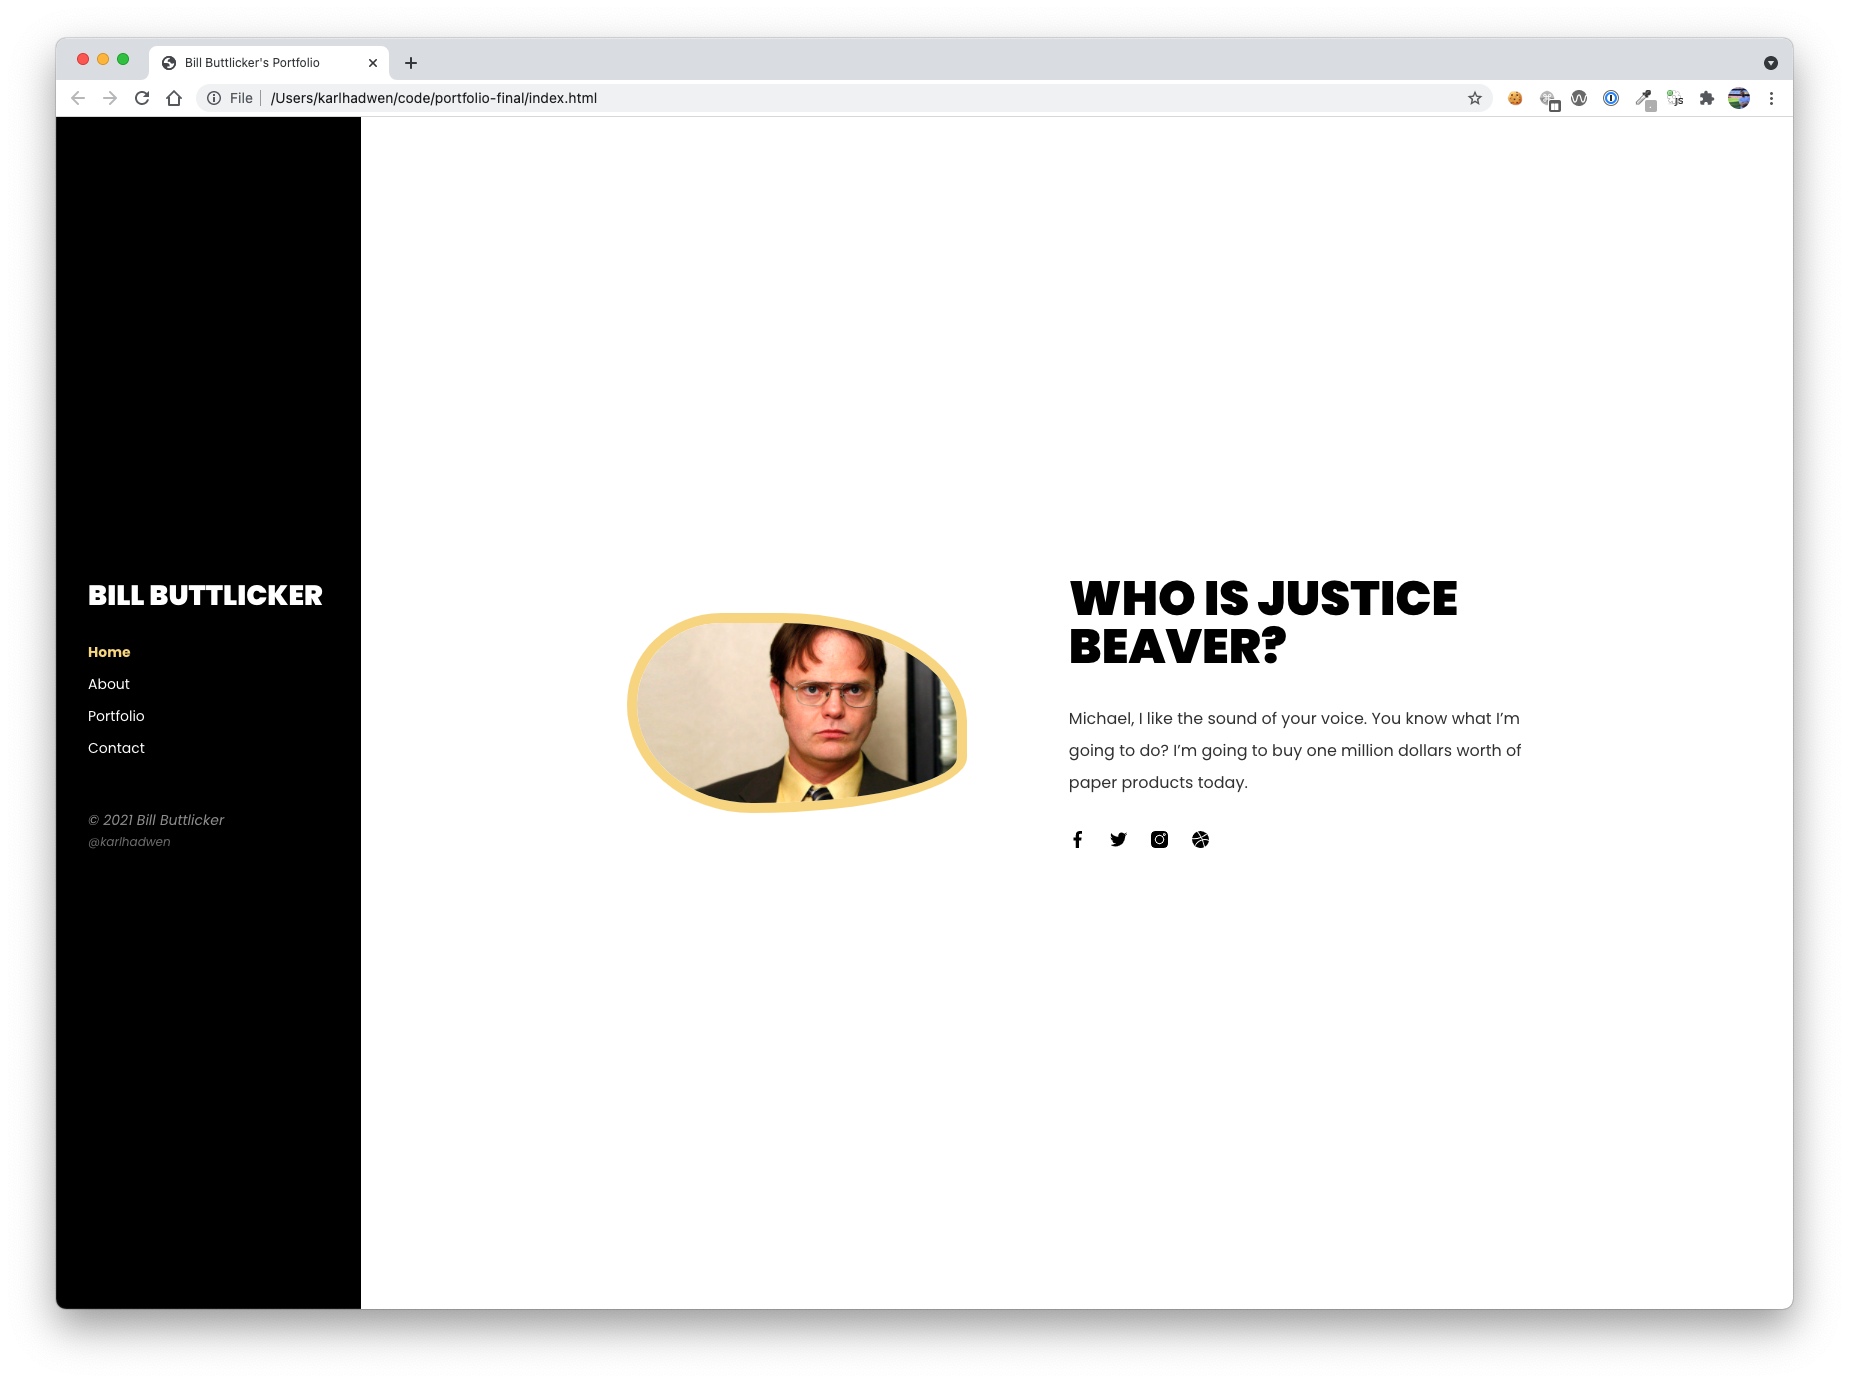 Bill Buttlicker's Portfolio
File
/Users/karlhadwen/code/portfolio-final/index.html
BILL BUTTLICKER
Home
About
Portfolio
Contact
© 2021 Bill Buttlicker
@karlhadwen
WHO IS JUSTICE
BEAVER?
Michael, I like the sound of your voice. You know what I’m
going to do? I’m going to buy one million dollars worth of
paper products today.